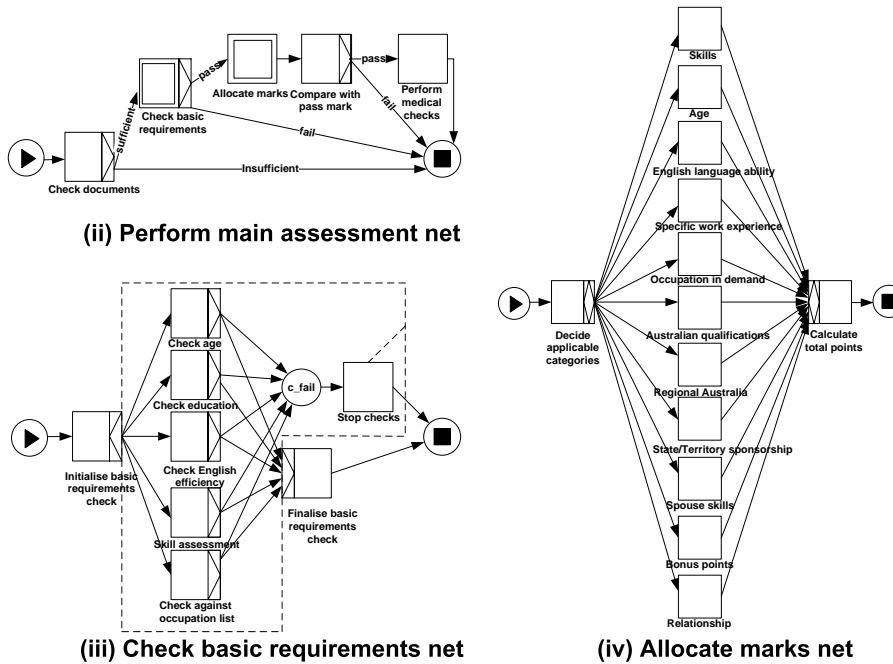 sufficient
Check basic
requirements
pass
Allocate marks
Compare with
pass mark
pass
fail
Perform
medical
checks
fail
Insufficient
Check documents
(ii) Perform main assessment net
Initialise basic
requirements
check
Check age
Check education
Check English
efficiency
Skill assessment
Check against
occupation list
c_fail
Stop checks
Finalise basic
requirements
check
(iii) Check basic requirements net
Decide
applicable
categories
Skills
Age
English language ability
Specific work experience
Occupation in demand
Australian qualifications
Regional Australia
State/Territory sponsorship
Spouse skills
Bonus points
Relationship
Calculate
total points
(iv) Allocate marks net